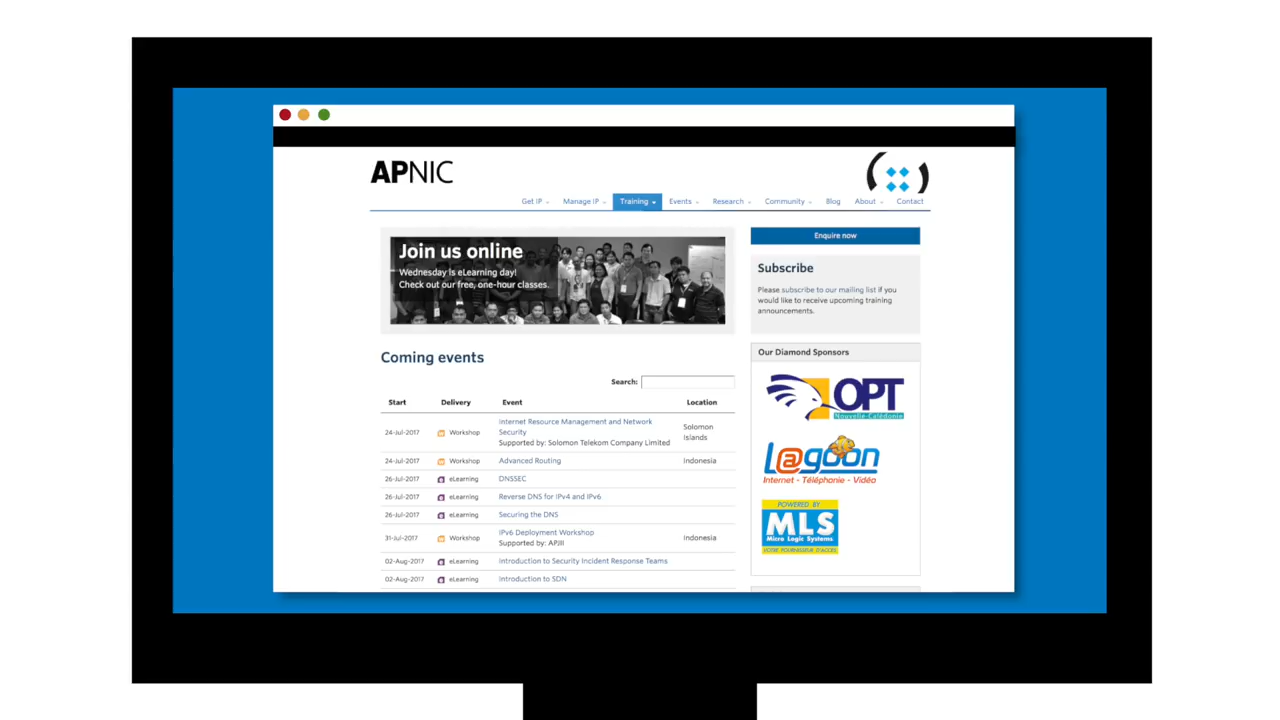 APNIC
Get IP
Manage IP
Training
Events
Research
Community
Blog
About
Contact
Join us online
Wednesday is eLearning day!
Check out our free, one-hour classes.
Enquire now
Subscribe
Please subscribe to our mailing list if you
would like to receive upcoming training
announcements.
Coming events
Search:
Start Delivery Event Location
24-Jul-2017 Workshop Internet Resource Management and Network
Security
Supported by: Solomon Telekom Company Limited
Solomon
Islands
24-Jul-2017 Workshop Advanced Routing Indonesia
26-Jul-2017 eLearning DNSSEC
26-Jul-2017 eLearning Reverse DNS for IPv4 and IPv6
26-Jul-2017 eLearning Securing the DNS
31-Jul-2017 Workshop IPv6 Deployment Workshop
Supported by: APJII
Indonesia
02-Aug-2017 eLearning Introduction to Security Incident Response Teams
02-Aug-2017 eLearning Introduction to SDN
Our Diamond Sponsors
OPT
Nouvelle-Calédonie
L@goon
Internet - Téléphonie - Vidéo
POWERED BY
MLS
Micro Logic Systems
VOTRE FOURNISSEUR D'ACCES